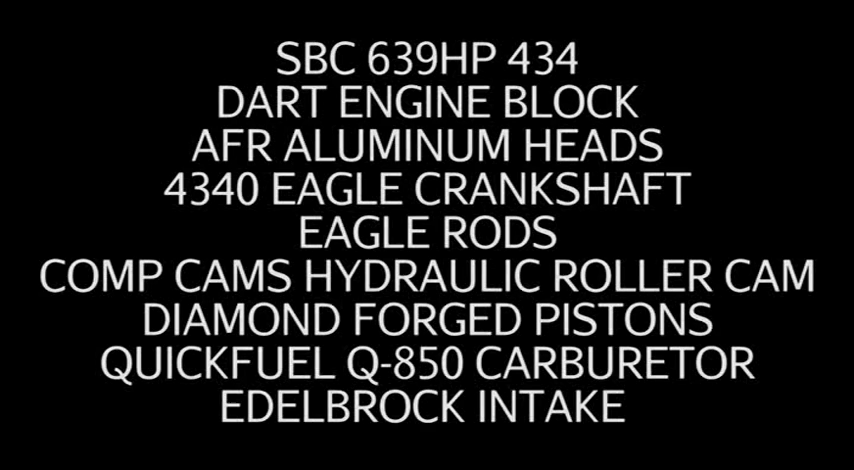 SBC 639HP 434
DART ENGINE BLOCK
AFR ALUMINUM HEADS
4340 EAGLE CRANKSHAFT
EAGLE RODS
COMP CAMS HYDRAULIC ROLLER CAM
DIAMOND FORGED PISTONS
QUICKFUEL Q-850 CARBURETOR
EDELBROCK INTAKE